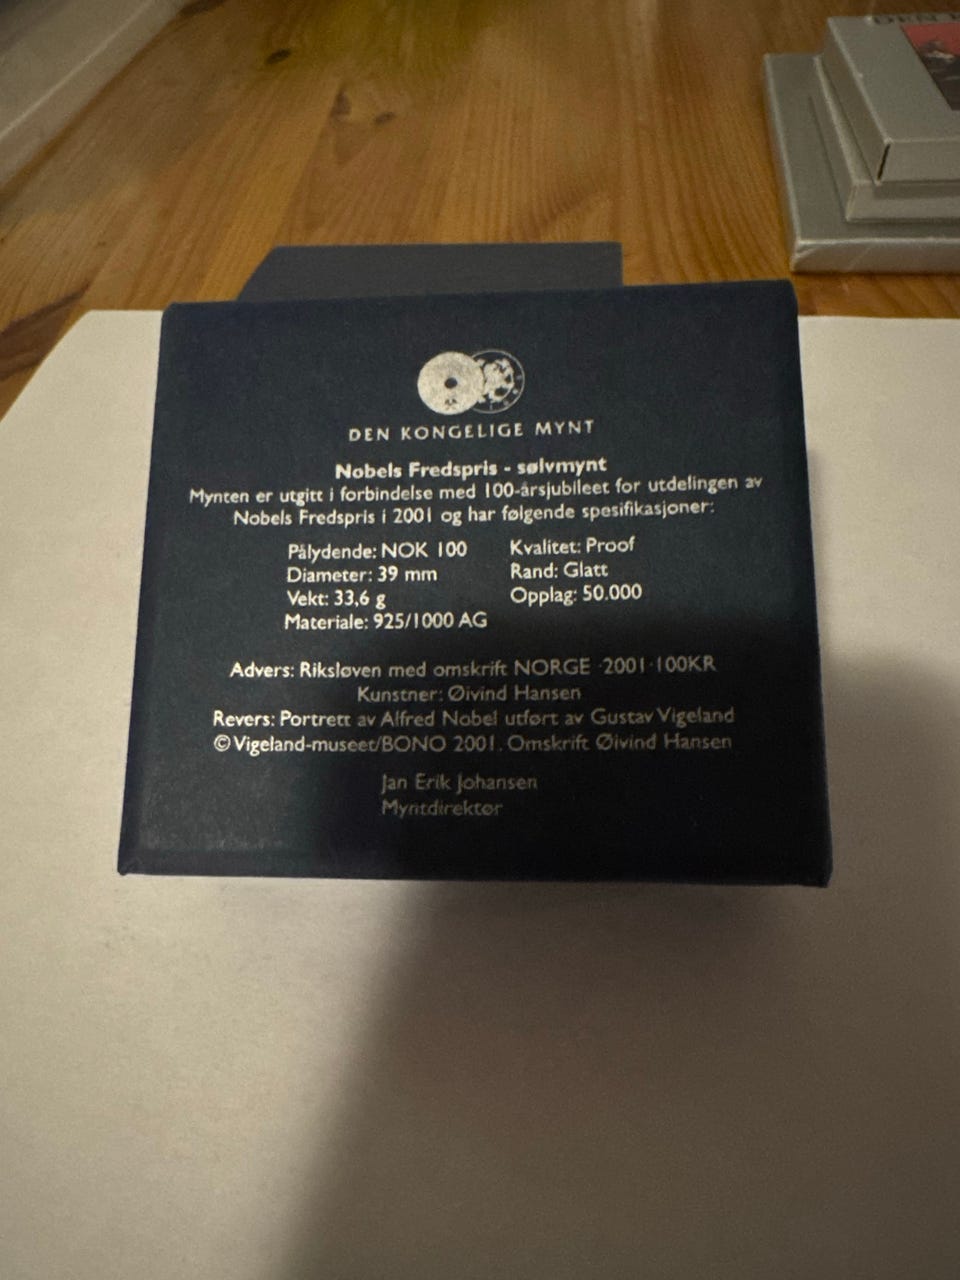 DEN KONGELIGE MYNT
Nobels Fredspris - sølvmynt
Mynten er utgitt i forbindelse med 100-årsjubileet for utdelingen av
Nobels Fredspris i 2001 og har følgende spesifikasjoner:
Pålydende: NOK 100 Kvalitet: Proof
Diameter: 39 mm Rand: Glatt
Vekt: 33,6 g Opplag: 50.000
Materiale: 925/1000 AG
Advers: Riksløven med omskrift NORGE ·2001·100KR
Kunstner: Øivind Hansen
Revers: Portrett av Alfred Nobel utført av Gustav Vigeland
© Vigeland-museet/BONO 2001. Omskrift Øivind Hansen
Jan Erik Johansen
Myntdirektør